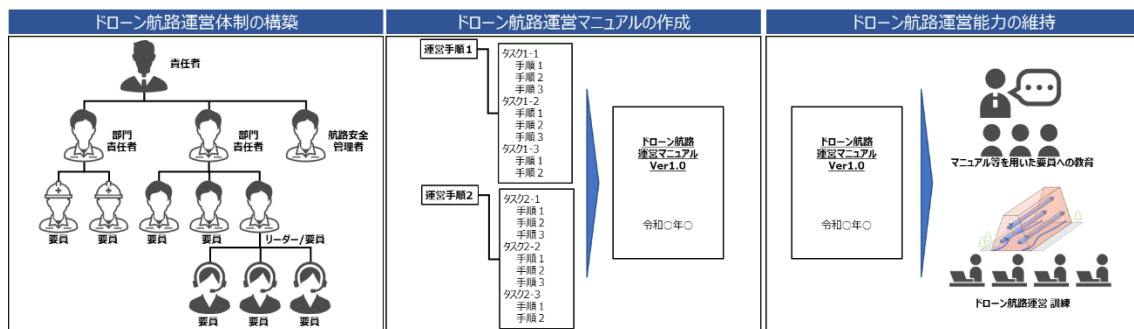 ドローン航路運営体制の構築
責任者
部門
責任者
部門
責任者
航路安全
管理者
要員
要員
要員
要員
リーダー/要員
要員
要員
要員
ドローン航路運営マニュアルの作成
運営手順1
タスク1-1
手順1
手順2
手順3
タスク1-2
手順1
手順2
手順3
タスク1-3
手順1
手順2
運営手順2
タスク2-1
手順1
手順2
手順3
タスク2-2
手順1
手順2
手順3
タスク2-3
手順1
手順2
ドローン航路
運営マニュアル
Ver1.0
令和○年○
ドローン航路運営能力の維持
ドローン航路
運営マニュアル
Ver1.0
令和○年○
マニュアル等を用いた要員への教育
ドローン航路運営 訓練